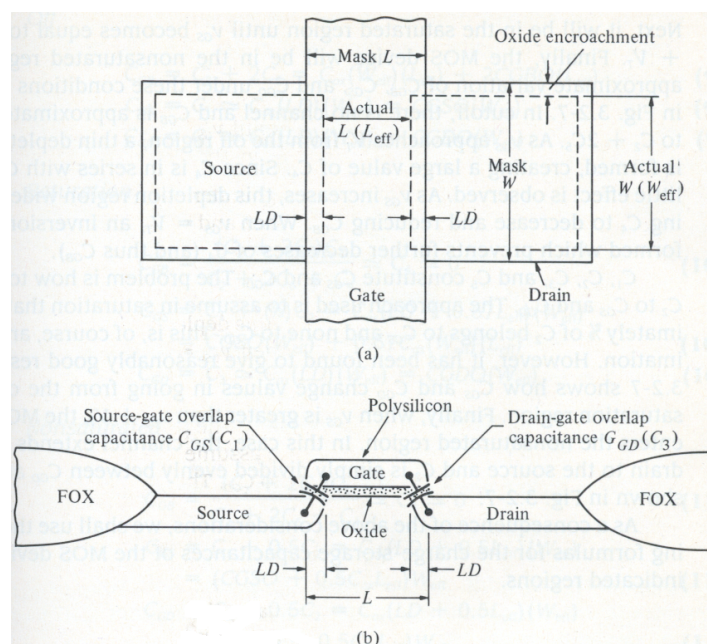 Mask L
Oxide encroachment
Actual
L (Leff)
Source
Mask
W
Actual
W (Weff)
LD
LD
Gate
Drain
(a)
Polysilicon
Source-gate overlap
capacitance CGS(C1)
Drain-gate overlap
capacitance GGD(C3)
Gate
FOX
Source
Drain
FOX
Oxide
LD
LD
L
(b)